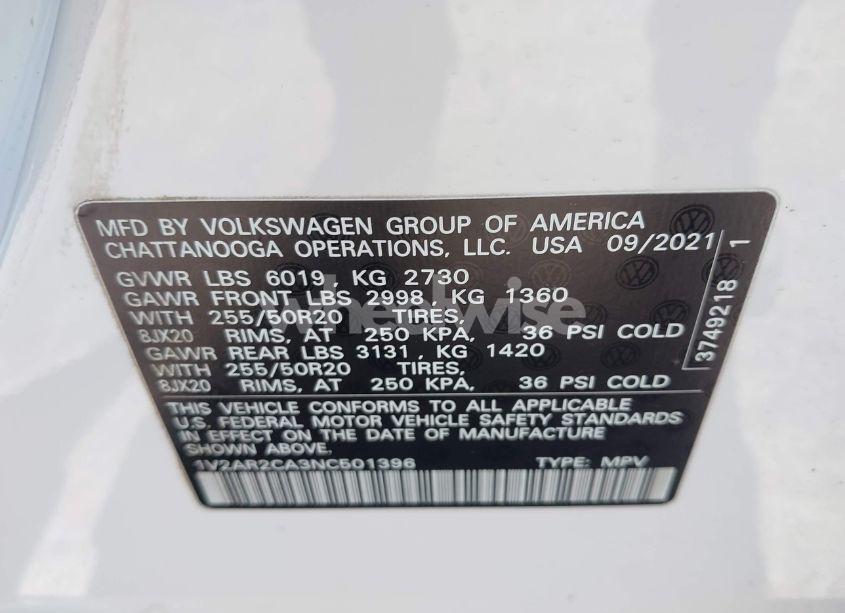 MFD BY VOLKSWAGEN GROUP OF AMERICA
CHATTANOOGA OPERATIONS, LLC. USA 09/2021
GVWR LBS 6019, KG 2730
GAWR FRONT LBS 2998, KG 1360
WITH 255/50R20 TIRES,
8JX20 RIMS, AT 250 KPA, 36 PSI COLD
GAWR REAR LBS 3131, KG 1420
WITH 255/50R20 TIRES,
8JX20 RIMS, AT 250 KPA, 36 PSI COLD
THIS VEHICLE CONFORMS TO ALL APPLICABLE
U.S. FEDERAL MOTOR VEHICLE SAFETY STANDARDS
IN EFFECT ON THE DATE OF MANUFACTURE
SHOWN ABOVE.
1V2AR2CA3NC501396 TYPE: MPV
3749218 1
wheelwise